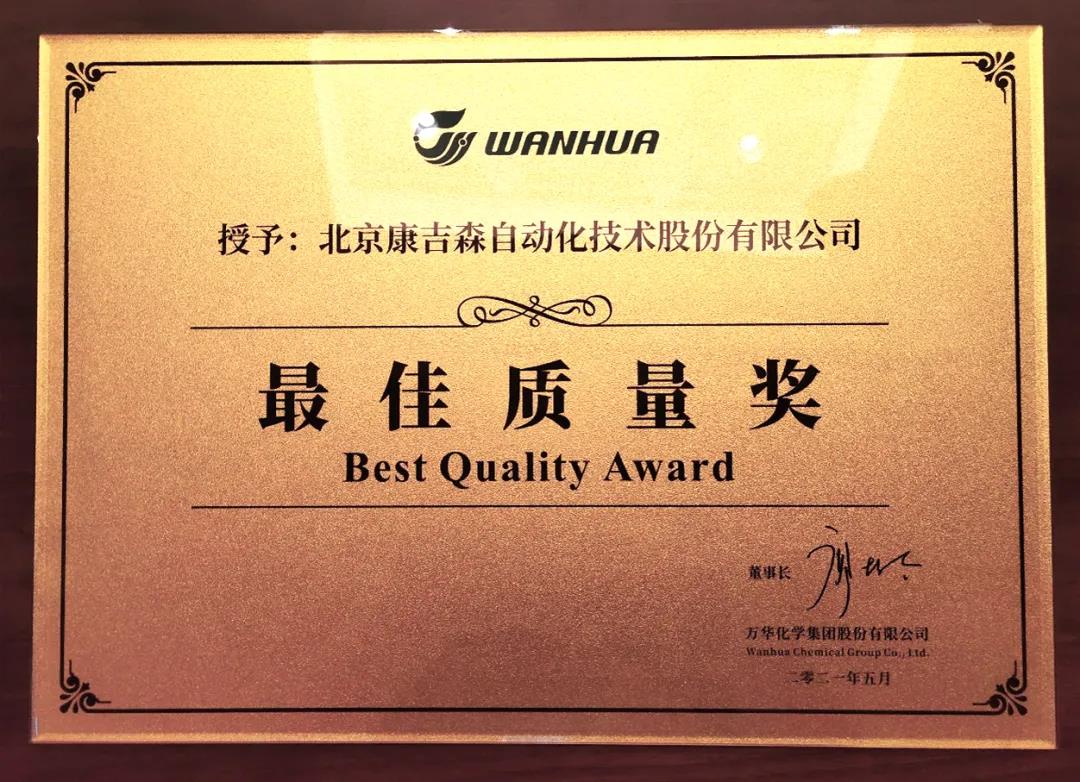 WANHUA
授予：北京康吉森自动化技术股份有限公司
最佳质量奖
Best Quality Award
董事长
万华化学集团股份有限公司
Wanhua Chemical Group Co., Ltd.
二零二一年五月